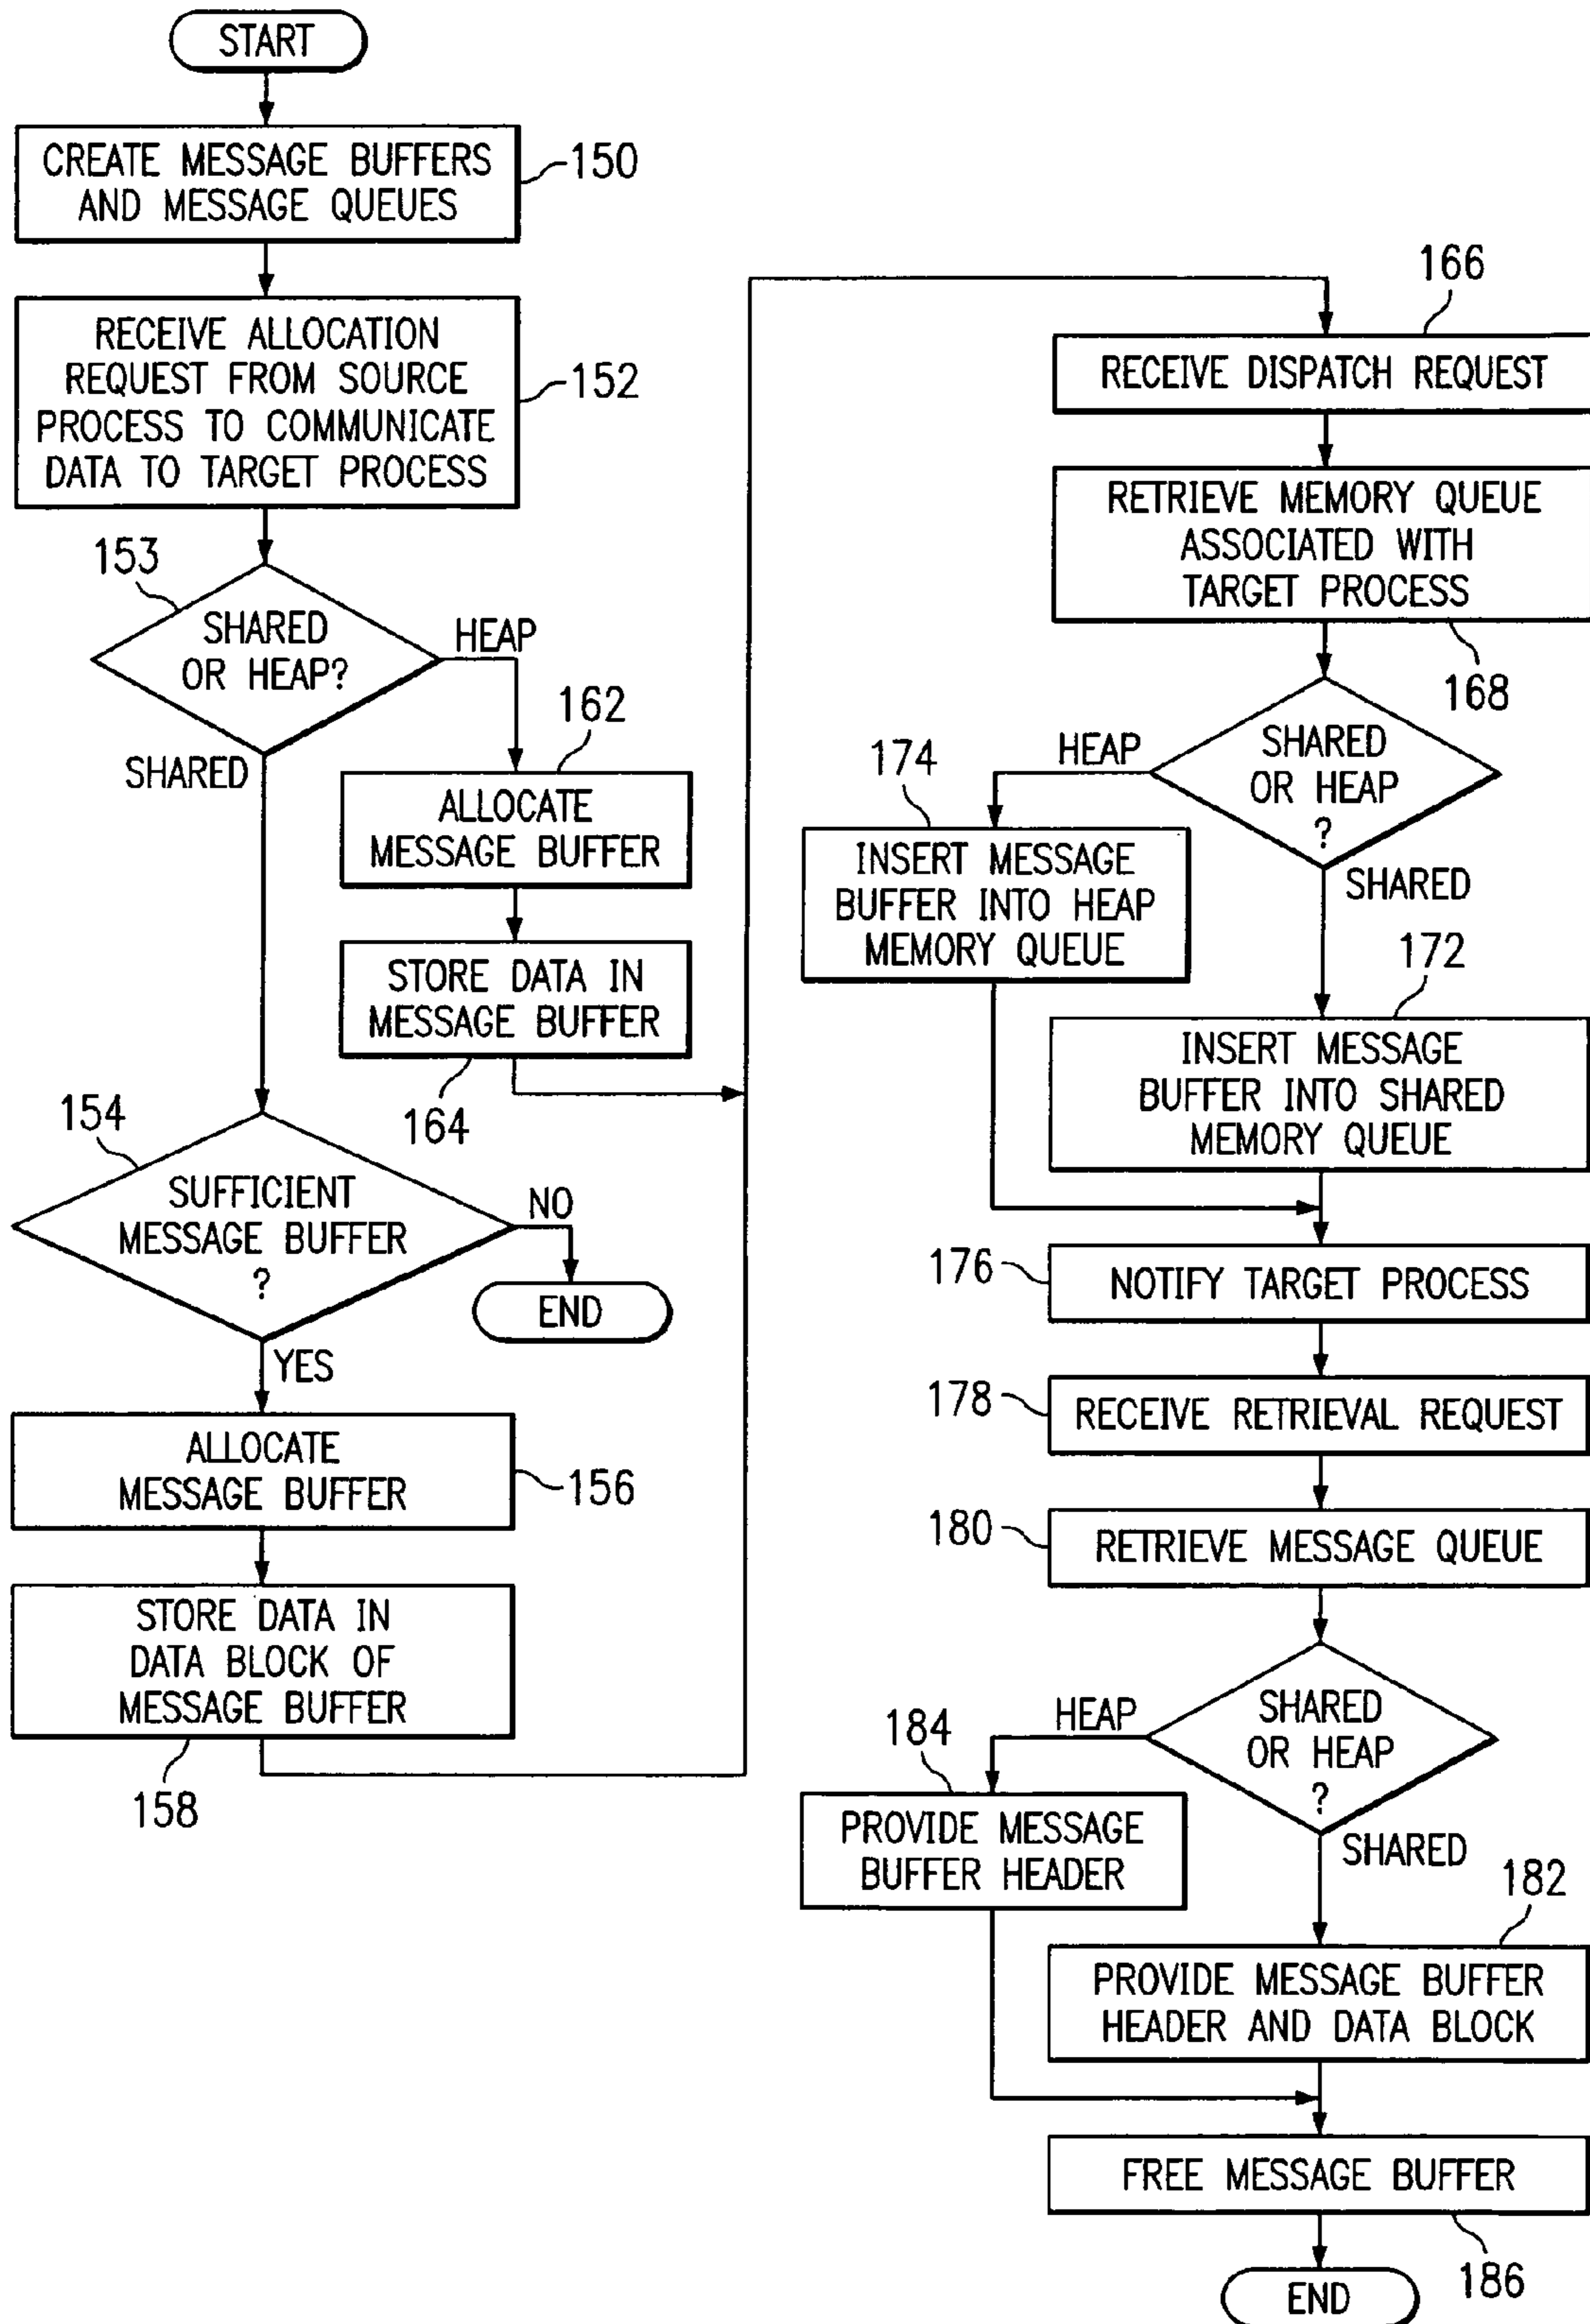 START
CREATE MESSAGE BUFFERS
AND MESSAGE QUEUES
150
RECEIVE ALLOCATION
REQUEST FROM SOURCE
PROCESS TO COMMUNICATE
DATA TO TARGET PROCESS
152
153
SHARED
OR HEAP?
HEAP
SHARED
162
ALLOCATE
MESSAGE BUFFER
STORE DATA IN
MESSAGE BUFFER
164
154
SUFFICIENT
MESSAGE BUFFER
?
NO
END
YES
ALLOCATE
MESSAGE BUFFER
156
STORE DATA IN
DATA BLOCK OF
MESSAGE BUFFER
158
166
RECEIVE DISPATCH REQUEST
RETRIEVE MEMORY QUEUE
ASSOCIATED WITH
TARGET PROCESS
168
SHARED
OR HEAP
?
HEAP
SHARED
174
INSERT MESSAGE
BUFFER INTO HEAP
MEMORY QUEUE
172
INSERT MESSAGE
BUFFER INTO SHARED
MEMORY QUEUE
176
NOTIFY TARGET PROCESS
178
RECEIVE RETRIEVAL REQUEST
180
RETRIEVE MESSAGE QUEUE
SHARED
OR HEAP
?
HEAP
SHARED
184
PROVIDE MESSAGE
BUFFER HEADER
182
PROVIDE MESSAGE BUFFER
HEADER AND DATA BLOCK
FREE MESSAGE BUFFER
186
END